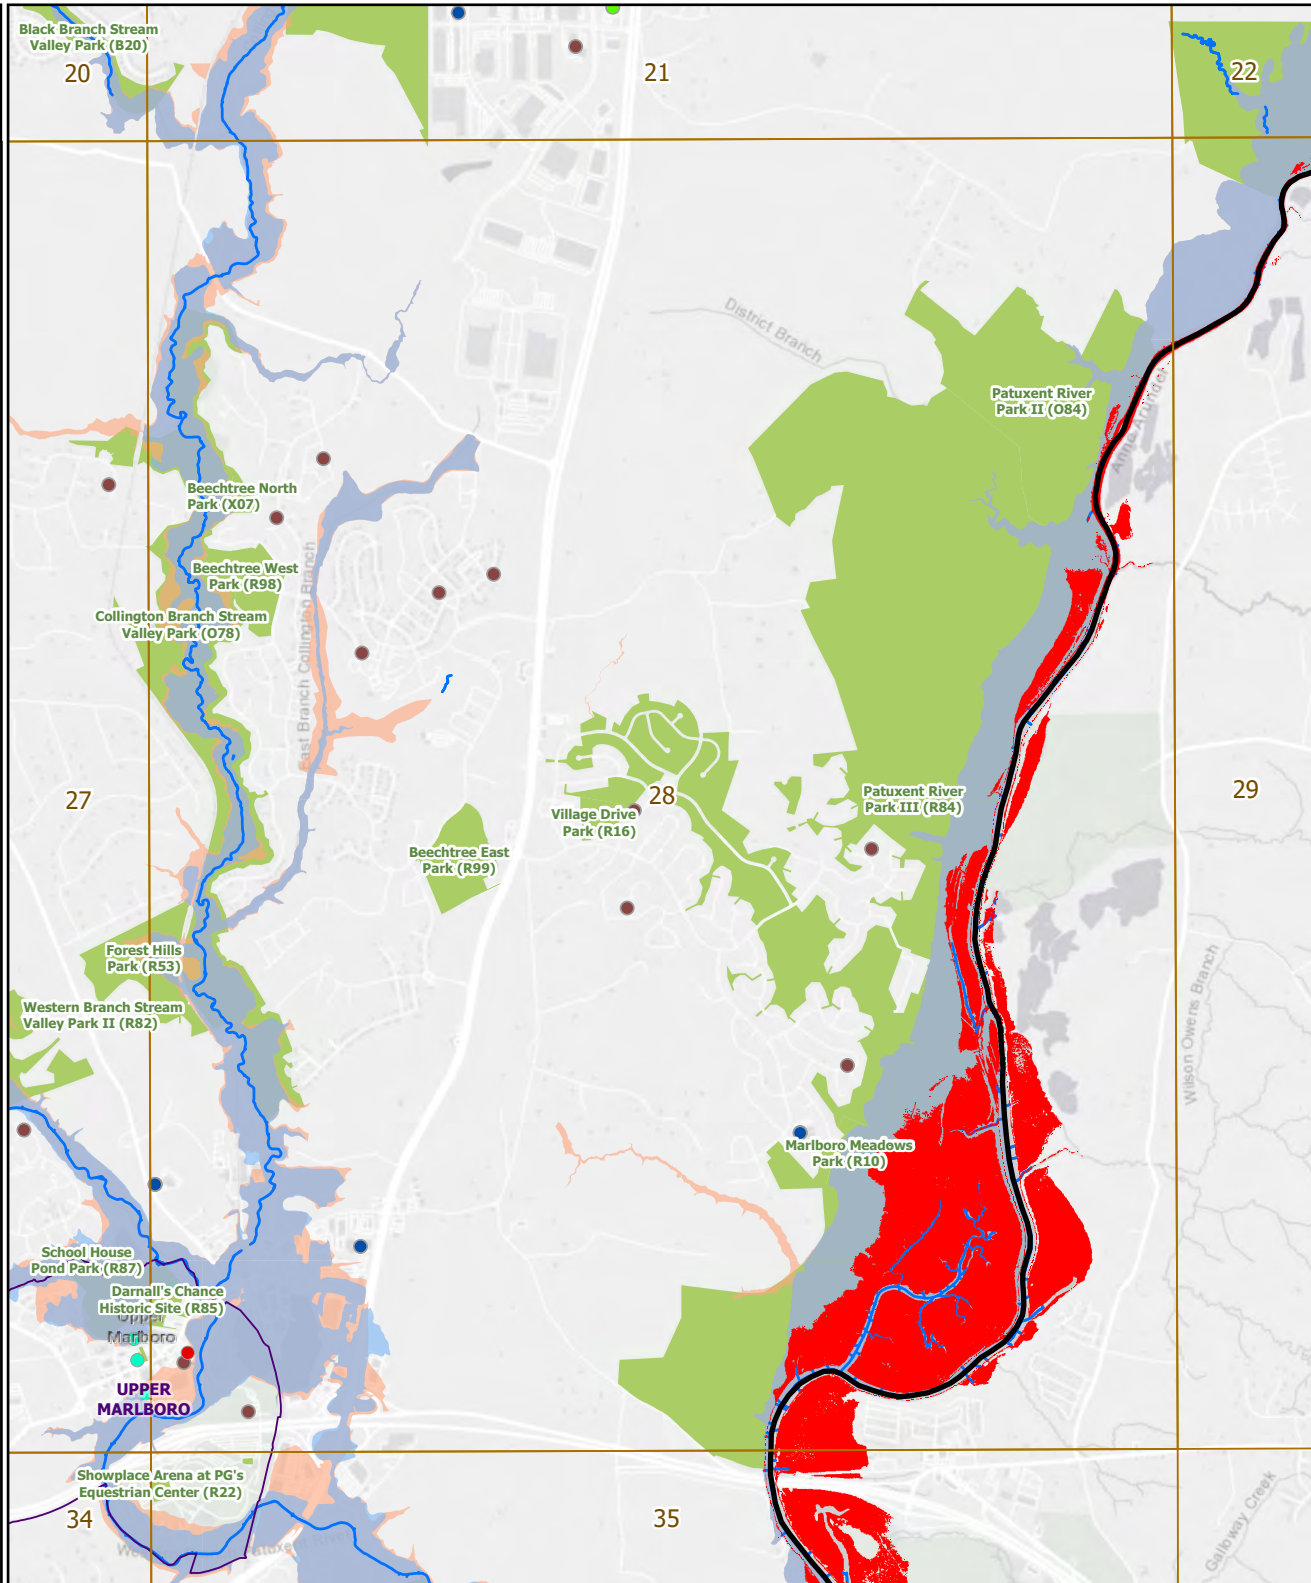 Black Branch Stream
Valley Park (B20)
20
21
22
District Branch
Patuxent River
Park II (O84)
Anne Arundel
Beechtree North
Park (X07)
Beechtree West
Park (R98)
Collington Branch Stream
Valley Park (O78)
East Branch Collington Branch
27
28
29
Village Drive
Park (R16)
Patuxent River
Park III (R84)
Beechtree East
Park (R99)
Forest Hills
Park (R53)
Western Branch Stream
Valley Park II (R82)
Wilson Owens Branch
Marlboro Meadows
Park (R10)
School House
Pond Park (R87)
Darnall's Chance
Historic Site (R85)
Upper
Marlboro
UPPER
MARLBORO
Showplace Arena at PG's
Equestrian Center (R22)
34
35
Galloway Creek